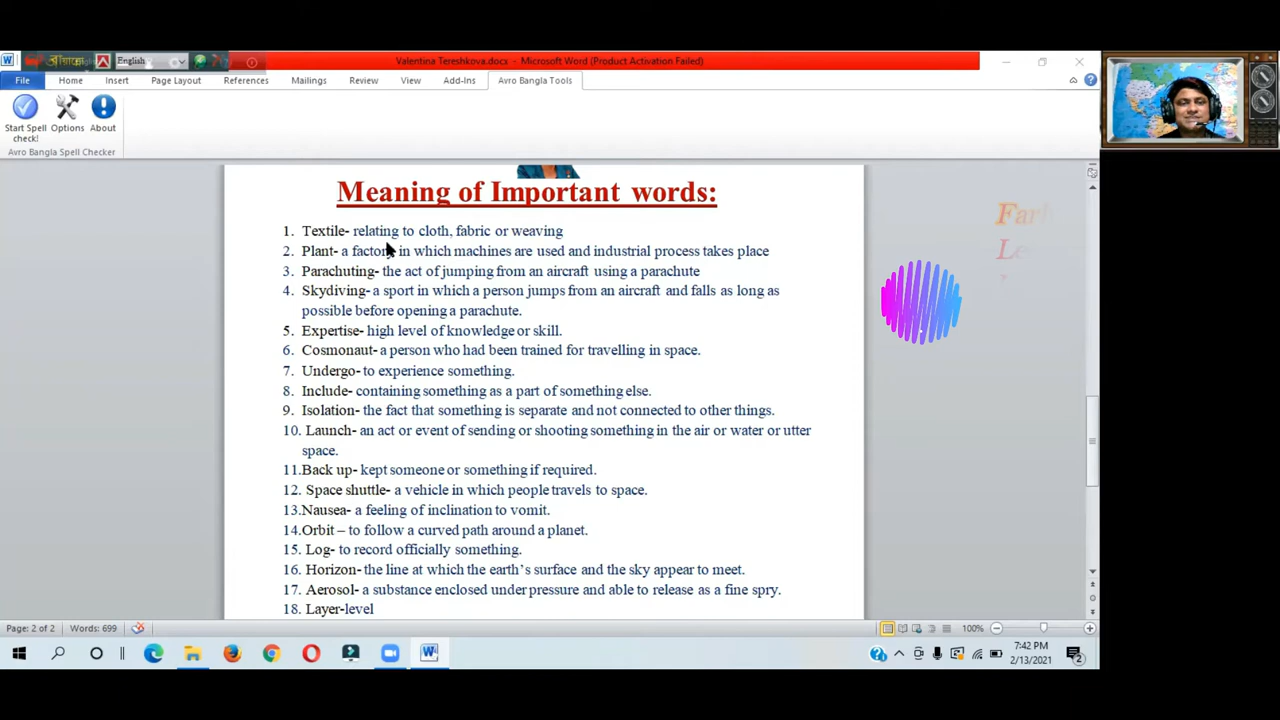 English
Valentina Tereshkova.docx - Microsoft Word (Product Activation Failed)
File Home Insert Page Layout References Mailings Review View Add-Ins Avro Bangla Tools
Start Spell check! Options About
Avro Bangla Spell Checker
Meaning of Important words:
1. Textile- relating to cloth, fabric or weaving
2. Plant- a factory in which machines are used and industrial process takes place
3. Parachuting- the act of jumping from an aircraft using a parachute
4. Skydiving- a sport in which a person jumps from an aircraft and falls as long as
possible before opening a parachute.
5. Expertise- high level of knowledge or skill.
6. Cosmonaut- a person who had been trained for travelling in space.
7. Undergo- to experience something.
8. Include- containing something as a part of something else.
9. Isolation- the fact that something is separate and not connected to other things.
10. Launch- an act or event of sending or shooting something in the air or water or utter
space.
11.Back up- kept someone or something if required.
12. Space shuttle- a vehicle in which people travels to space.
13.Nausea- a feeling of inclination to vomit.
14.Orbit – to follow a curved path around a planet.
15. Log- to record officially something.
16. Horizon- the line at which the earth's surface and the sky appear to meet.
17. Aerosol- a substance enclosed under pressure and able to release as a fine spry.
18. Layer-level
Page: 2 of 2 Words: 699 100%
7:42 PM
2/13/2021
2